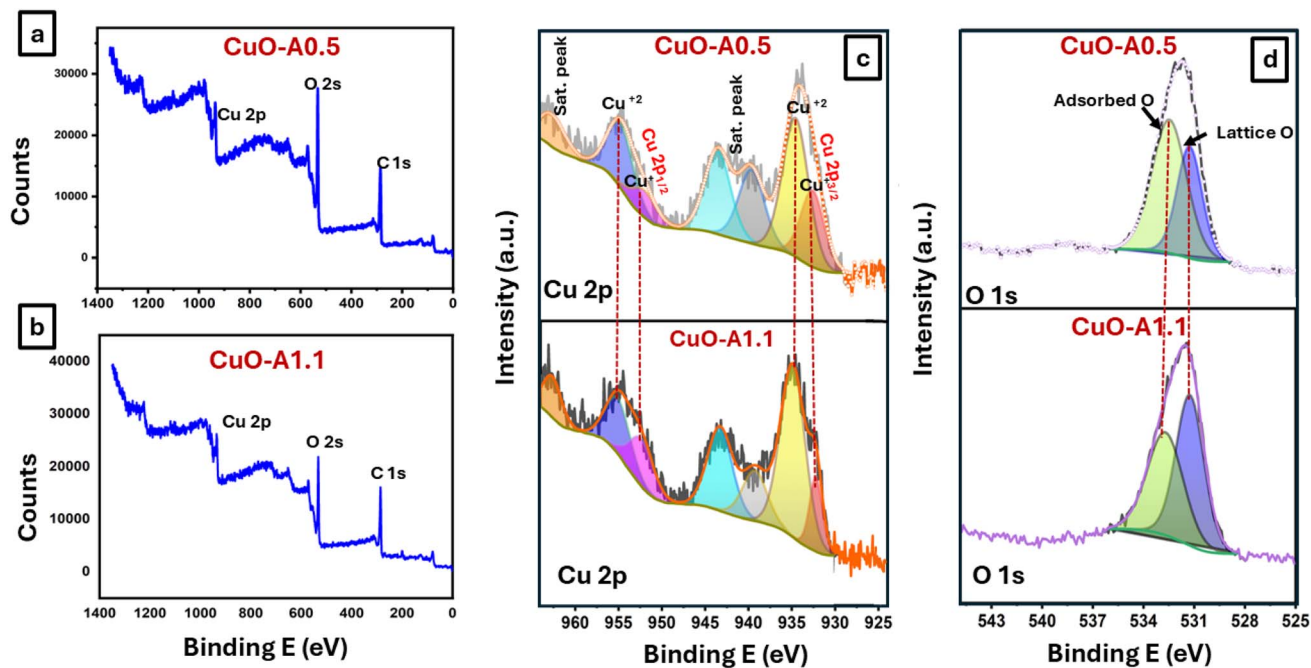 a
CuO-A0.5
O 2s
Cu 2p
C 1s
30000
20000
10000
0
1400 1200 1000 800 600 400 200 0
Counts
b
CuO-A1.1
Cu 2p
O 2s
C 1s
40000
30000
20000
10000
0
1400 1200 1000 800 600 400 200 0
Counts
Binding E (eV)
c
CuO-A0.5
Sat. peak
Cu +2
Cu 2p1/2
Cu+
Sat. peak
Cu +2
Cu 2p3/2
Cu+
Cu 2p
CuO-A1.1
Cu 2p
Intensity (a.u.)
960 955 950 945 940 935 930 925
Binding E (eV)
d
CuO-A0.5
Adsorbed O
Lattice O
O 1s
CuO-A1.1
O 1s
Intensity (a.u.)
543 540 537 534 531 528 525
Binding E (eV)